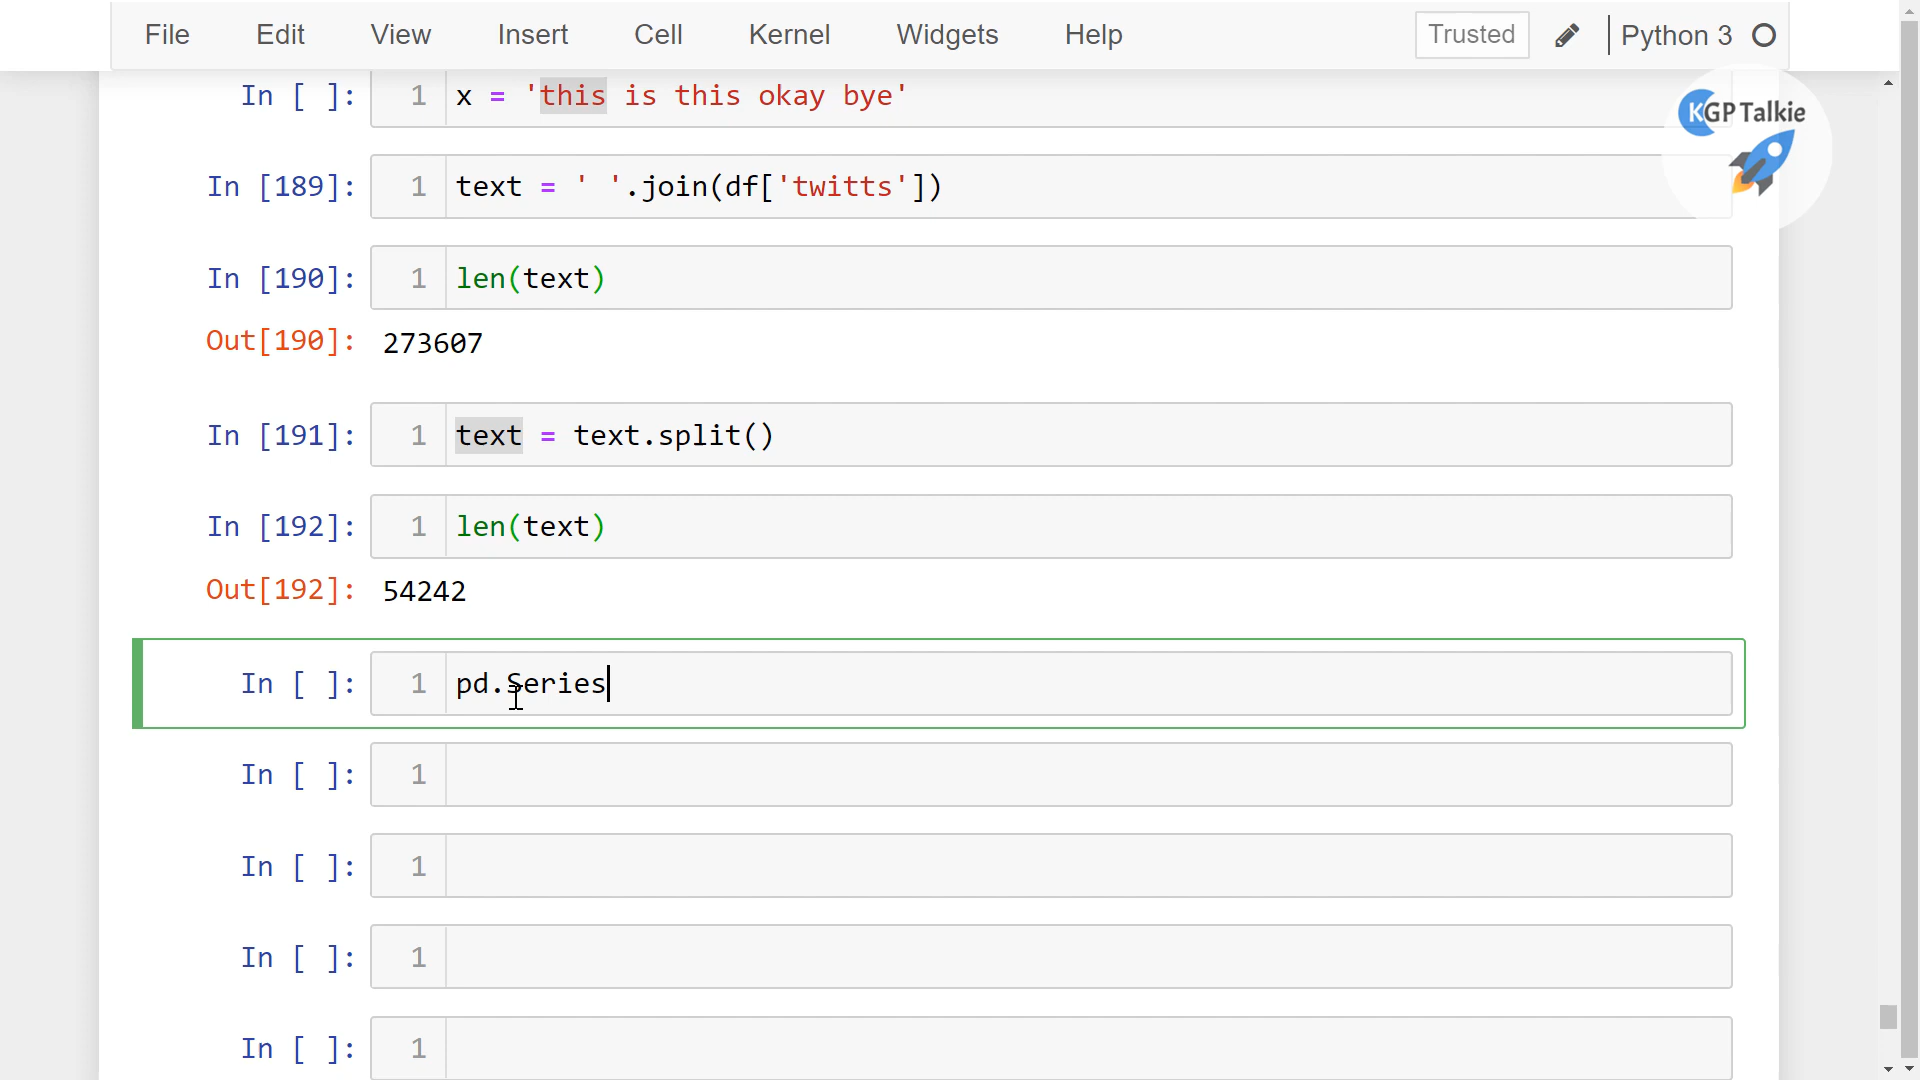 File Edit View Insert Cell Kernel Widgets Help Trusted Python 3
KGP Talkie
In [ ]: 1 x = 'this is this okay bye'
In [189]: 1 text = ' '.join(df['twitts'])
In [190]: 1 len(text)
Out[190]: 273607
In [191]: 1 text = text.split()
In [192]: 1 len(text)
Out[192]: 54242
In [ ]: 1 pd.Series
In [ ]: 1
In [ ]: 1
In [ ]: 1
In [ ]: 1